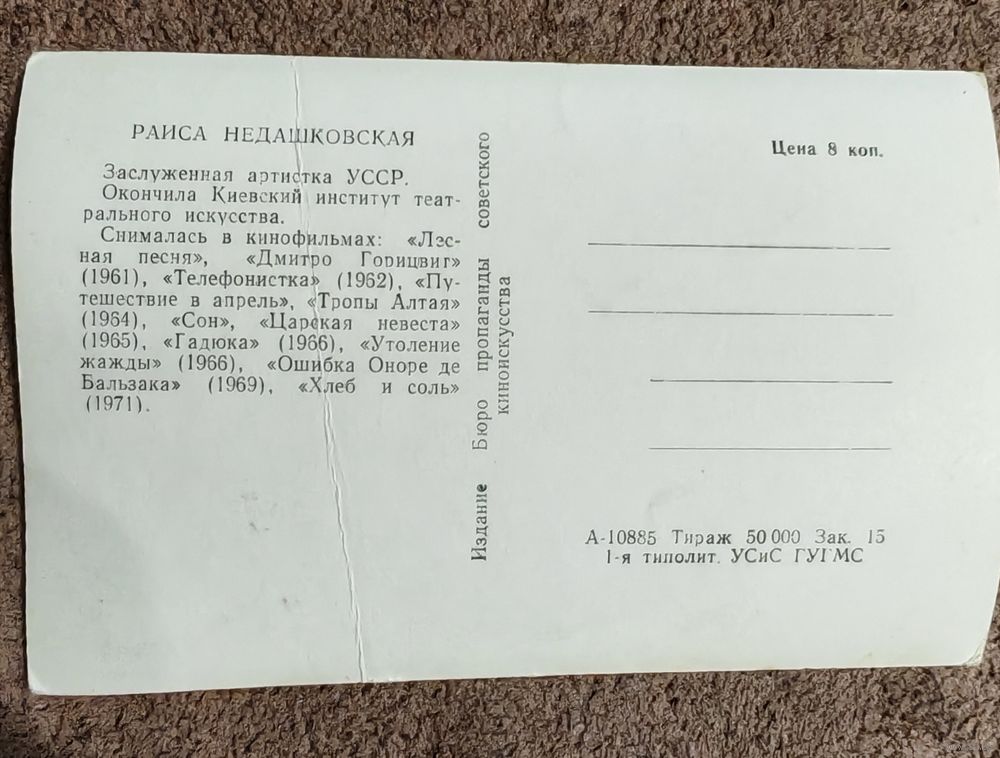 РАИСА НЕДАШКОВСКАЯ
Заслуженная артистка УССР.
Окончила Киевский институт теат-
рального искусства.
Снималась в кинофильмах: «Лес-
ная песня», «Дмитро Горицвит»
(1961), «Телефонистка» (1962), «Пу-
тешествие в апрель», «Тропы Алтая»
(1964), «Сон», «Царская невеста»
(1965), «Гадюка» (1966), «Утоление
жажды» (1966), «Ошибка Оноре де
Бальзака» (1969), «Хлеб и соль»
(1971).
Издание Бюро пропаганды советского
киноискусства
Цена 8 коп.
А-10885 Тираж 50 000 Зак. 15
1-я типолит. УСиС ГУГМС